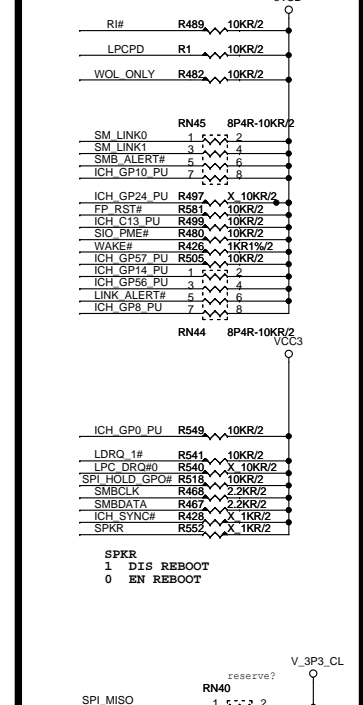 RI# R489 10KR/2
LPCPD R1 10KR/2
WOL_ONLY R482 10KR/2
RN45 8P4R-10KR/2
SM_LINK0 1 2
SM_LINK1 3 4
SMB_ALERT# 5 6
ICH_GP10_PU 7 8
ICH_GP24_PU R497 X_10KR/2
FP_RST# R581 10KR/2
ICH_C13_PU R499 10KR/2
SIO_PME# R480 10KR/2
WAKE# R426 1KR1%/2
ICH_GP57_PU R505 10KR/2
ICH_GP14_PU 1 2
ICH_GP56_PU 3 4
LINK_ALERT# 5 6
ICH_GP8_PU 7 8
RN44 8P4R-10KR/2
VCC3
ICH_GP0_PU R549 10KR/2
LDRQ_1# R541 10KR/2
LPC_DRQ#0 R540 X_10KR/2
SPI_HOLD_GPO# R518 10KR/2
SMBCLK R468 2.2KR/2
SMBDATA R467 2.2KR/2
ICH_SYNC# R428 X_1KR/2
SPKR R552 X_1KR/2
SPKR
1 DIS REBOOT
0 EN REBOOT
V_3P3_CL
reserve?
RN40
SPI_MISO 1 2